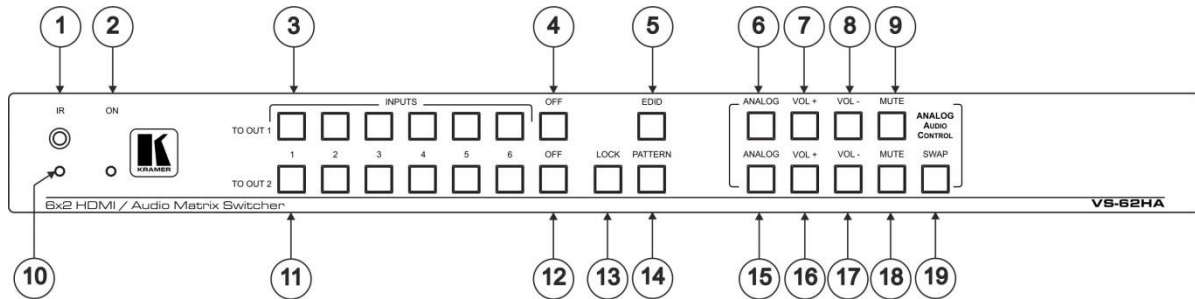 1 2 3 4 5 6 7 8 9
IR ON INPUTS OFF EDID ANALOG VOL + VOL - MUTE
TO OUT 1
ANALOG
AUDIO
CONTROL
K
KRAMER
1 2 3 4 5 6 OFF LOCK PATTERN ANALOG VOL + VOL - MUTE SWAP
TO OUT 2
6x2 HDMI / Audio Matrix Switcher VS-62HA
10 11 12 13 14 15 16 17 18 19